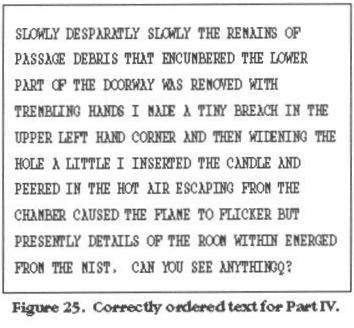 SLOWLY DESPARATLY SLOWLY THE REMAINS OF
PASSAGE DEBRIS THAT ENCUMBERED THE LOWER
PART OF THE DOORWAY WAS REMOVED WITH
TREMBLING HANDS I MADE A TINY BREACH IN THE
UPPER LEFT HAND CORNER AND THEN WIDENING THE
HOLE A LITTLE I INSERTED THE CANDLE AND
PEERED IN THE HOT AIR ESCAPING FROM THE
CHAMBER CAUSED THE FLAME TO FLICKER BUT
PRESENTLY DETAILS OF THE ROOM WITHIN EMERGED
FROM THE MIST. CAN YOU SEE ANYTHINGQ?
Figure 25. Correctly ordered text for Part IV.